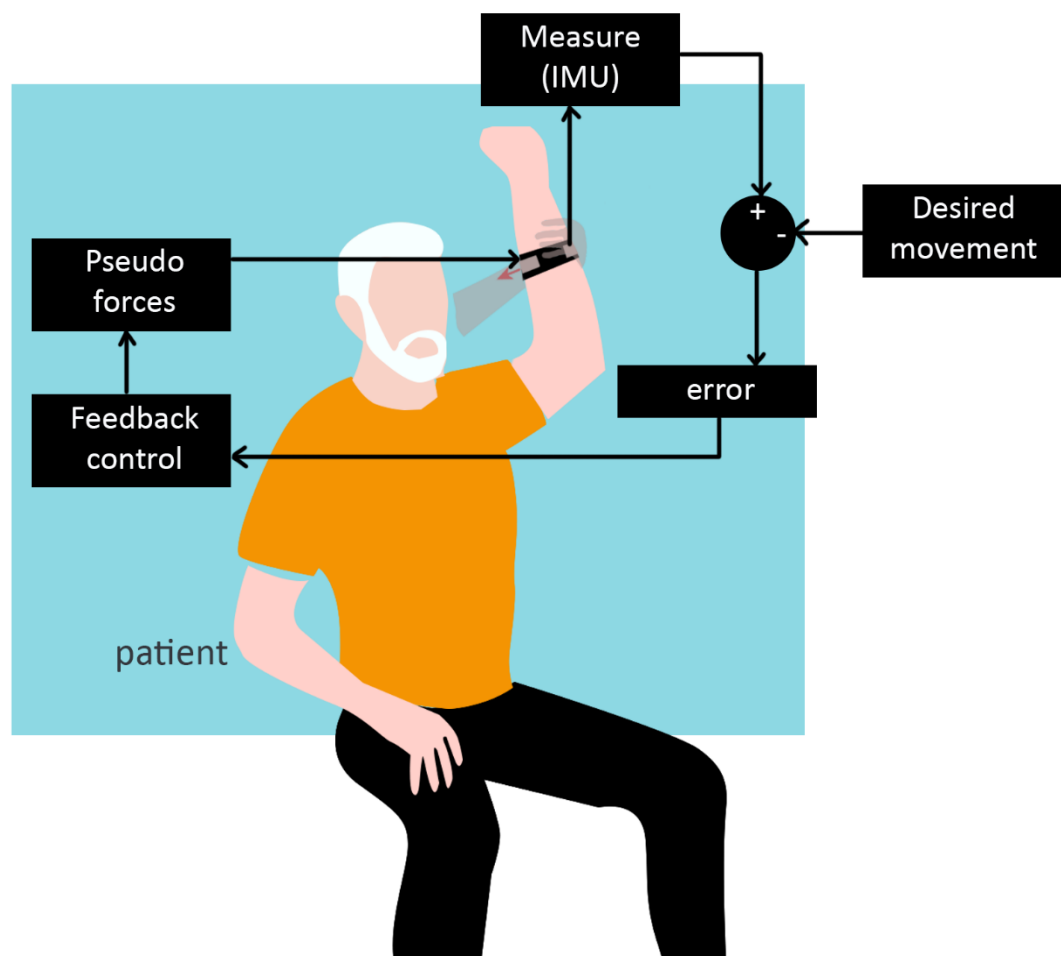 Measure
(IMU)
+
-
Desired
movement
Pseudo
forces
error
Feedback
control
patient